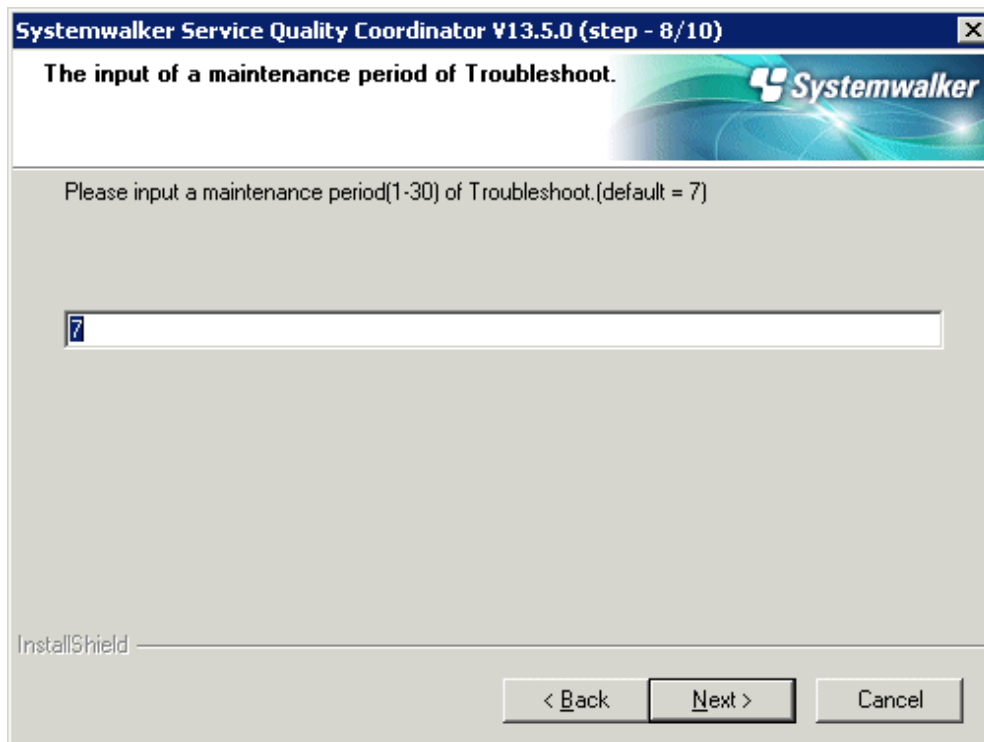 Systemwalker Service Quality Coordinator V13.5.0 (step - 8/10)
The input of a maintenance period of Troubleshoot.
Systemwalker
Please input a maintenance period(1-30) of Troubleshoot.(default = 7)
7
InstallShield
< Back
Next >
Cancel